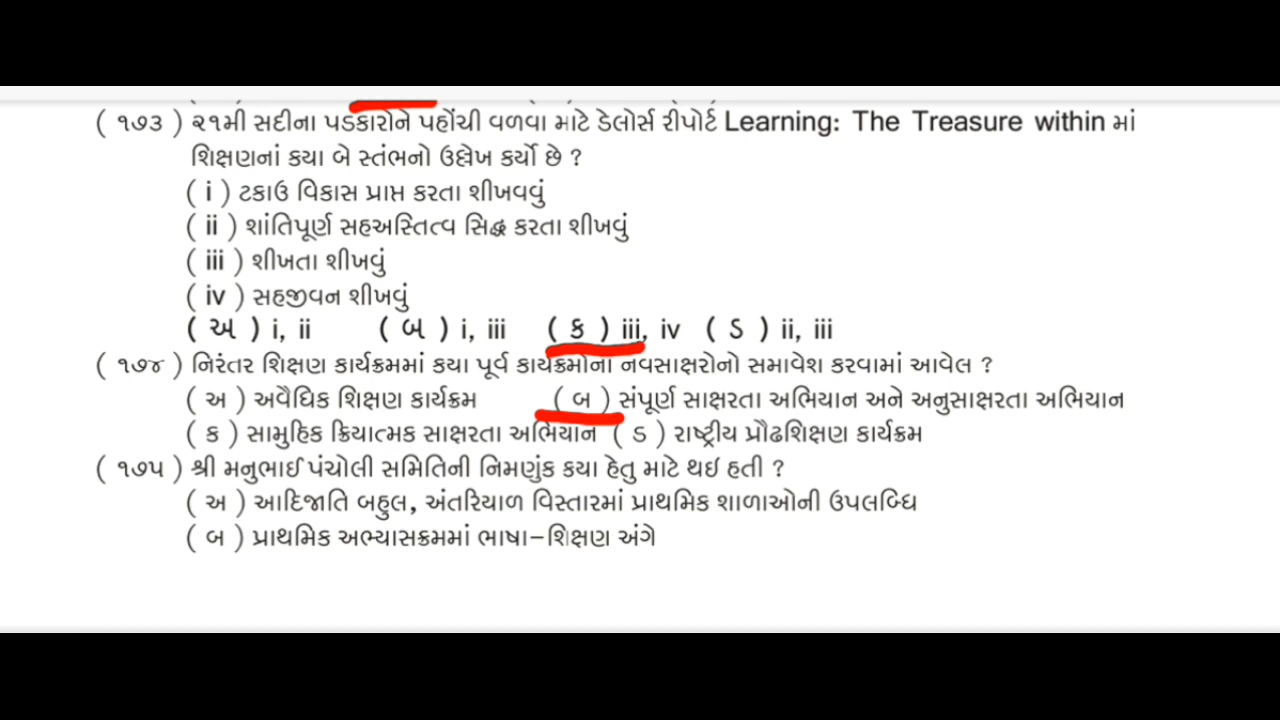 ( ૧૭૩ ) ૨૧મી સદીના પડકારોને પહોંચી વળવા માટે ડેલોર્સ રીપોર્ટ Learning: The Treasure within માં
શિક્ષણનાં કયા બે સ્તંભનો ઉલ્લેખ કર્યો છે ?
( i ) ટકાઉ વિકાસ પ્રાપ્ત કરતા શીખવવું
( ii ) શાંતિપૂર્ણ સહઅસ્તિત્વ સિદ્ધ કરતા શીખવું
( iii ) શીખતા શીખવું
( iv ) સહજીવન શીખવું
( અ ) i, ii ( બ ) i, iii ( ક ) iii, iv ( ડ ) ii, iii
( ૧૭૪ ) નિરંતર શિક્ષણ કાર્યક્રમમાં કયા પૂર્વ કાર્યક્રમોના નવસાક્ષરોનો સમાવેશ કરવામાં આવેલ ?
( અ ) અવૈધિક શિક્ષણ કાર્યક્રમ ( બ ) સંપૂર્ણ સાક્ષરતા અભિયાન અને અનુસાક્ષરતા અભિયાન
( ક ) સામુહિક ક્રિયાત્મક સાક્ષરતા અભિયાન ( ડ ) રાષ્ટ્રીય પ્રૌઢશિક્ષણ કાર્યક્રમ
( ૧૭૫ ) શ્રી મનુભાઈ પંચોલી સમિતિની નિમણુંક કયા હેતુ માટે થઇ હતી ?
( અ ) આદિજાતિ બહુલ, અંતરિયાળ વિસ્તારમાં પ્રાથમિક શાળાઓની ઉપલબ્ધિ
( બ ) પ્રાથમિક અભ્યાસક્રમમાં ભાષા–શિક્ષણ અંગે